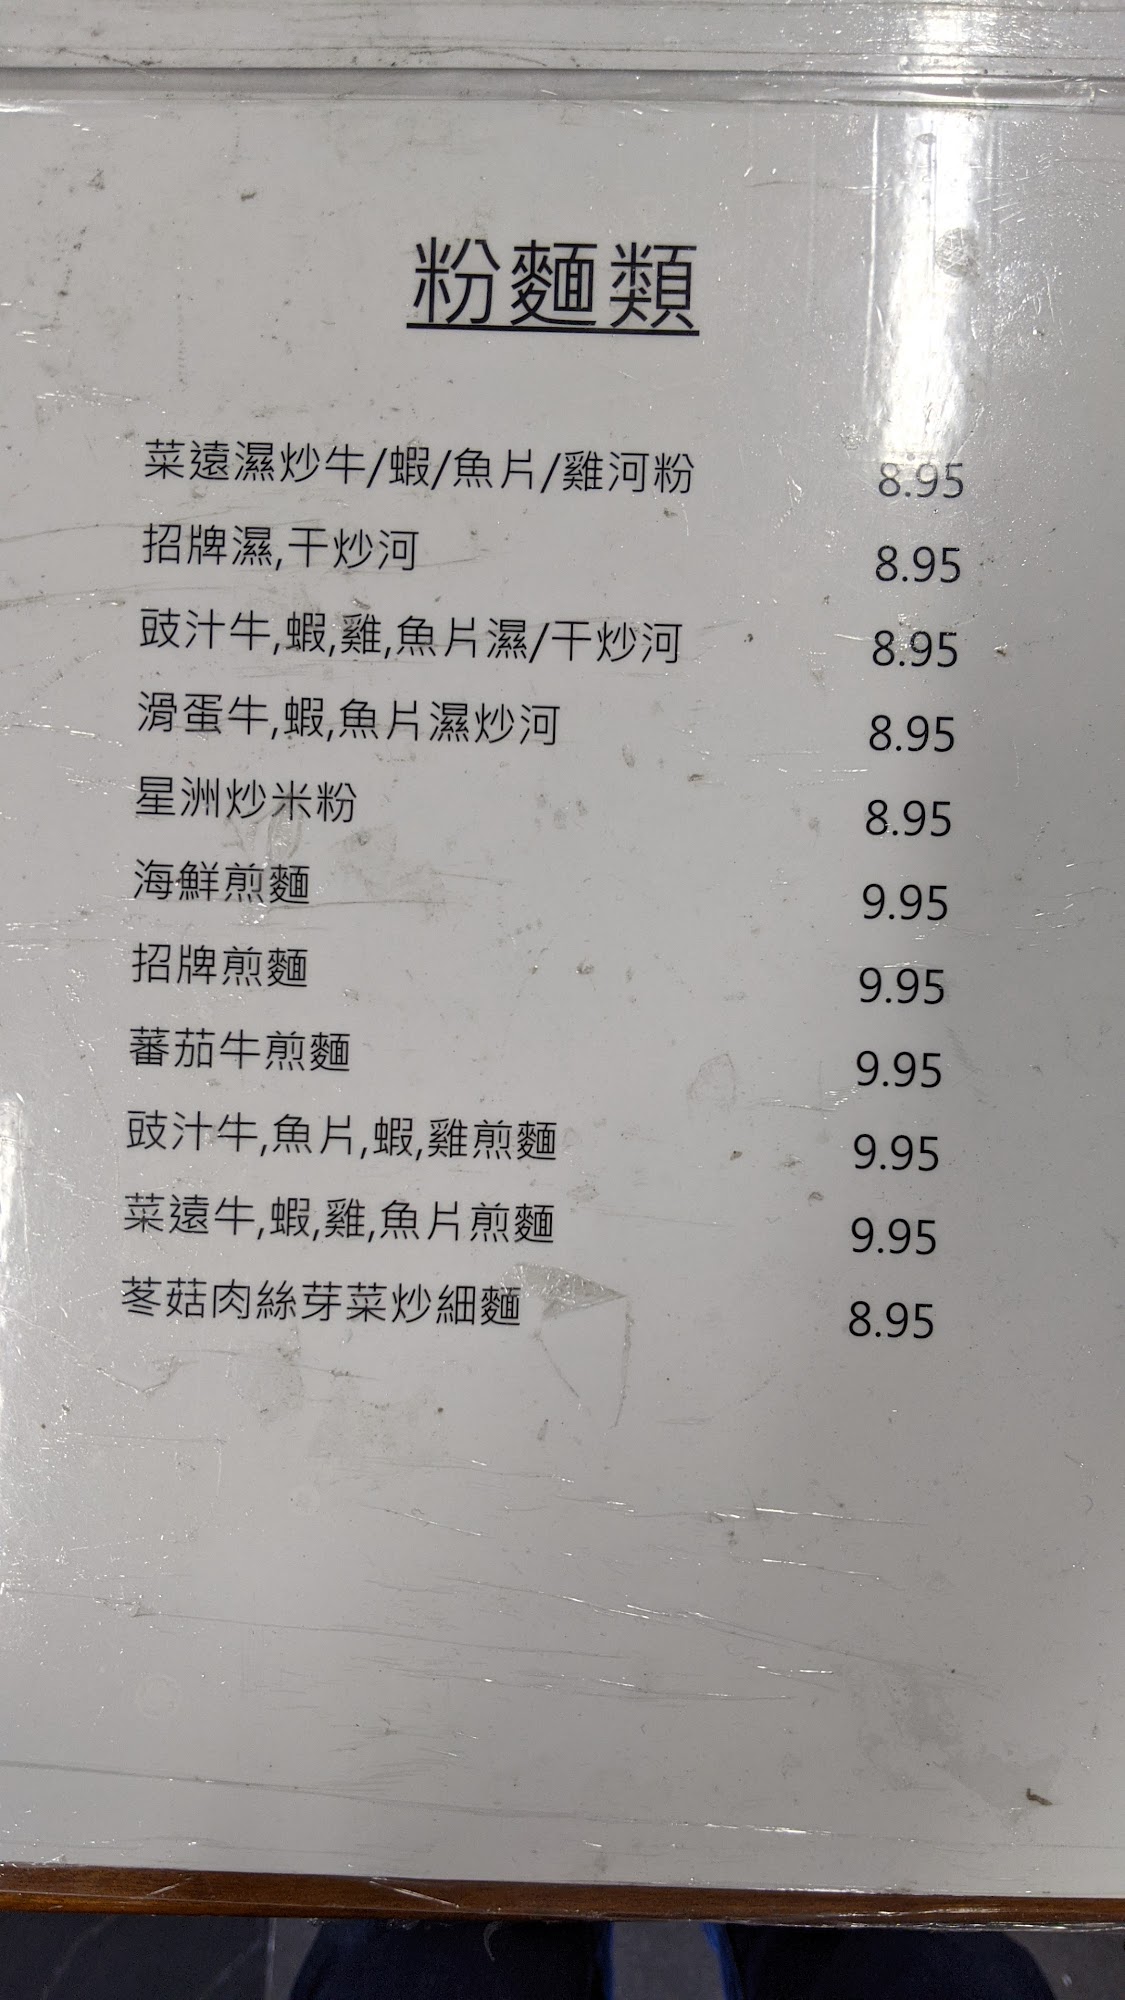 粉麵類
菜遠濕炒牛/蝦/魚片/雞河粉 8.95
招牌濕,干炒河 8.95
豉汁牛,蝦,雞,魚片濕/干炒河 8.95
滑蛋牛,蝦,魚片濕炒河 8.95
星洲炒米粉 8.95
海鮮煎麵 9.95
招牌煎麵 9.95
蕃茄牛煎麵 9.95
豉汁牛,魚片,蝦,雞煎麵 9.95
菜遠牛,蝦,雞,魚片煎麵 9.95
苳菇肉絲芽菜炒細麵 8.95